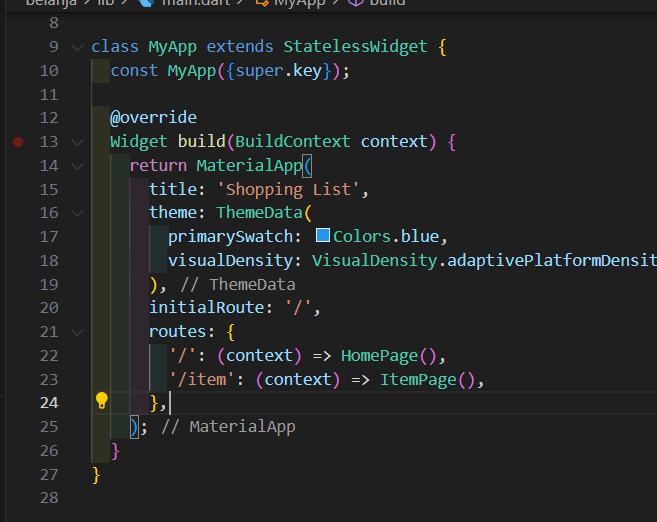 belanja > lib > main.dart > MyApp > build
8
9 class MyApp extends StatelessWidget {
10   const MyApp({super.key});
11
12   @override
13   Widget build(BuildContext context) {
14     return MaterialApp(
15       title: 'Shopping List',
16       theme: ThemeData(
17         primarySwatch: Colors.blue,
18         visualDensity: VisualDensity.adaptivePlatformDensit
19       ), // ThemeData
20       initialRoute: '/',
21       routes: {
22         '/': (context) => HomePage(),
23         '/item': (context) => ItemPage(),
24       },
25     ); // MaterialApp
26   }
27 }
28